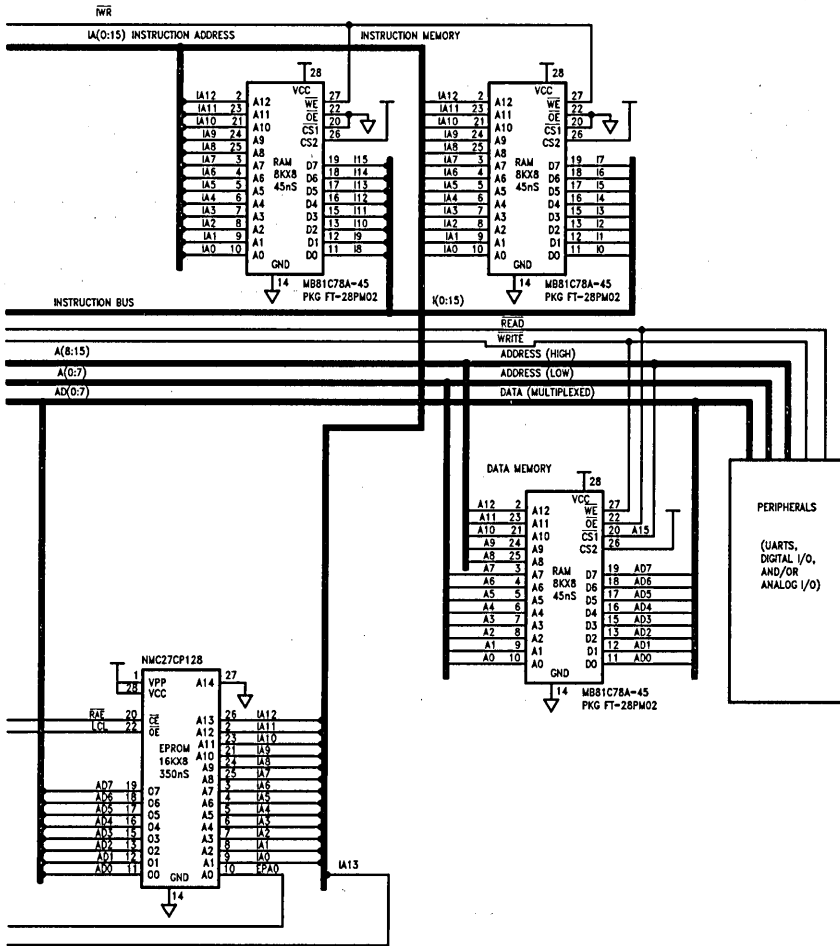 IWR
IA(0:15) INSTRUCTION ADDRESS INSTRUCTION MEMORY
28
VCC
IA12 2 A12 WE 27
IA11 23 A11 OE 22
IA10 21 A10 CS1 20
IA9 24 A9 CS2 26
IA8 25 A8
IA7 3 A7 RAM D7 19 I15
IA6 4 A6 8KX8 D6 18 I14
IA5 5 A5 45nS D5 17 I13
IA4 6 A4 D4 16 I12
IA3 7 A3 D3 15 I11
IA2 8 A2 D2 13 I10
IA1 9 A1 D1 12 I9
IA0 10 A0 D0 11 I8
GND
14 MB81C78A-45
PKG FT-28PM02
28
VCC
IA12 2 A12 WE 27
IA11 23 A11 OE 22
IA10 21 A10 CS1 20
IA9 24 A9 CS2 26
IA8 25 A8
IA7 3 A7 RAM D7 19 I7
IA6 4 A6 8KX8 D6 18 I6
IA5 5 A5 45nS D5 17 I5
IA4 6 A4 D4 16 I4
IA3 7 A3 D3 15 I3
IA2 8 A2 D2 13 I2
IA1 9 A1 D1 12 I1
IA0 10 A0 D0 11 I0
GND
14 MB81C78A-45
PKG FT-28PM02
INSTRUCTION BUS I(0:15)
READ
WRITE
A(8:15) ADDRESS (HIGH)
A(0:7) ADDRESS (LOW)
AD(0:7) DATA (MULTIPLEXED)
DATA MEMORY
28
VCC
A12 2 A12 WE 27
A11 23 A11 OE 22
A10 21 A10 CS1 20 A15
A9 24 A9 CS2 26
A8 25 A8
A7 3 A7 RAM D7 19 AD7
A6 4 A6 8KX8 D6 18 AD6
A5 5 A5 45nS D5 17 AD5
A4 6 A4 D4 16 AD4
A3 7 A3 D3 15 AD3
A2 8 A2 D2 13 AD2
A1 9 A1 D1 12 AD1
A0 10 A0 D0 11 AD0
GND
14 MB81C78A-45
PKG FT-28PM02
PERIPHERALS
(UARTS,
DIGITAL I/O,
AND/OR
ANALOG I/O)
NMC27CP128
1 VPP A14 27
28 VCC
RAE 20 CE A13 26 IA12
LCL 22 OE A12 2 IA11
EPROM A11 23 IA10
16KX8 A10 21 IA9
350nS A9 24 IA8
A8 25 IA7
AD7 19 O7 A7 3 IA6
AD6 18 O6 A6 4 IA5
AD5 17 O5 A5 5 IA4
AD4 16 O4 A4 6 IA3
AD3 15 O3 A3 7 IA2
AD2 13 O2 A2 8 IA1
AD1 12 O1 A1 9 IA0
AD0 11 O0 A0 10 EPA0
GND
14
IA13